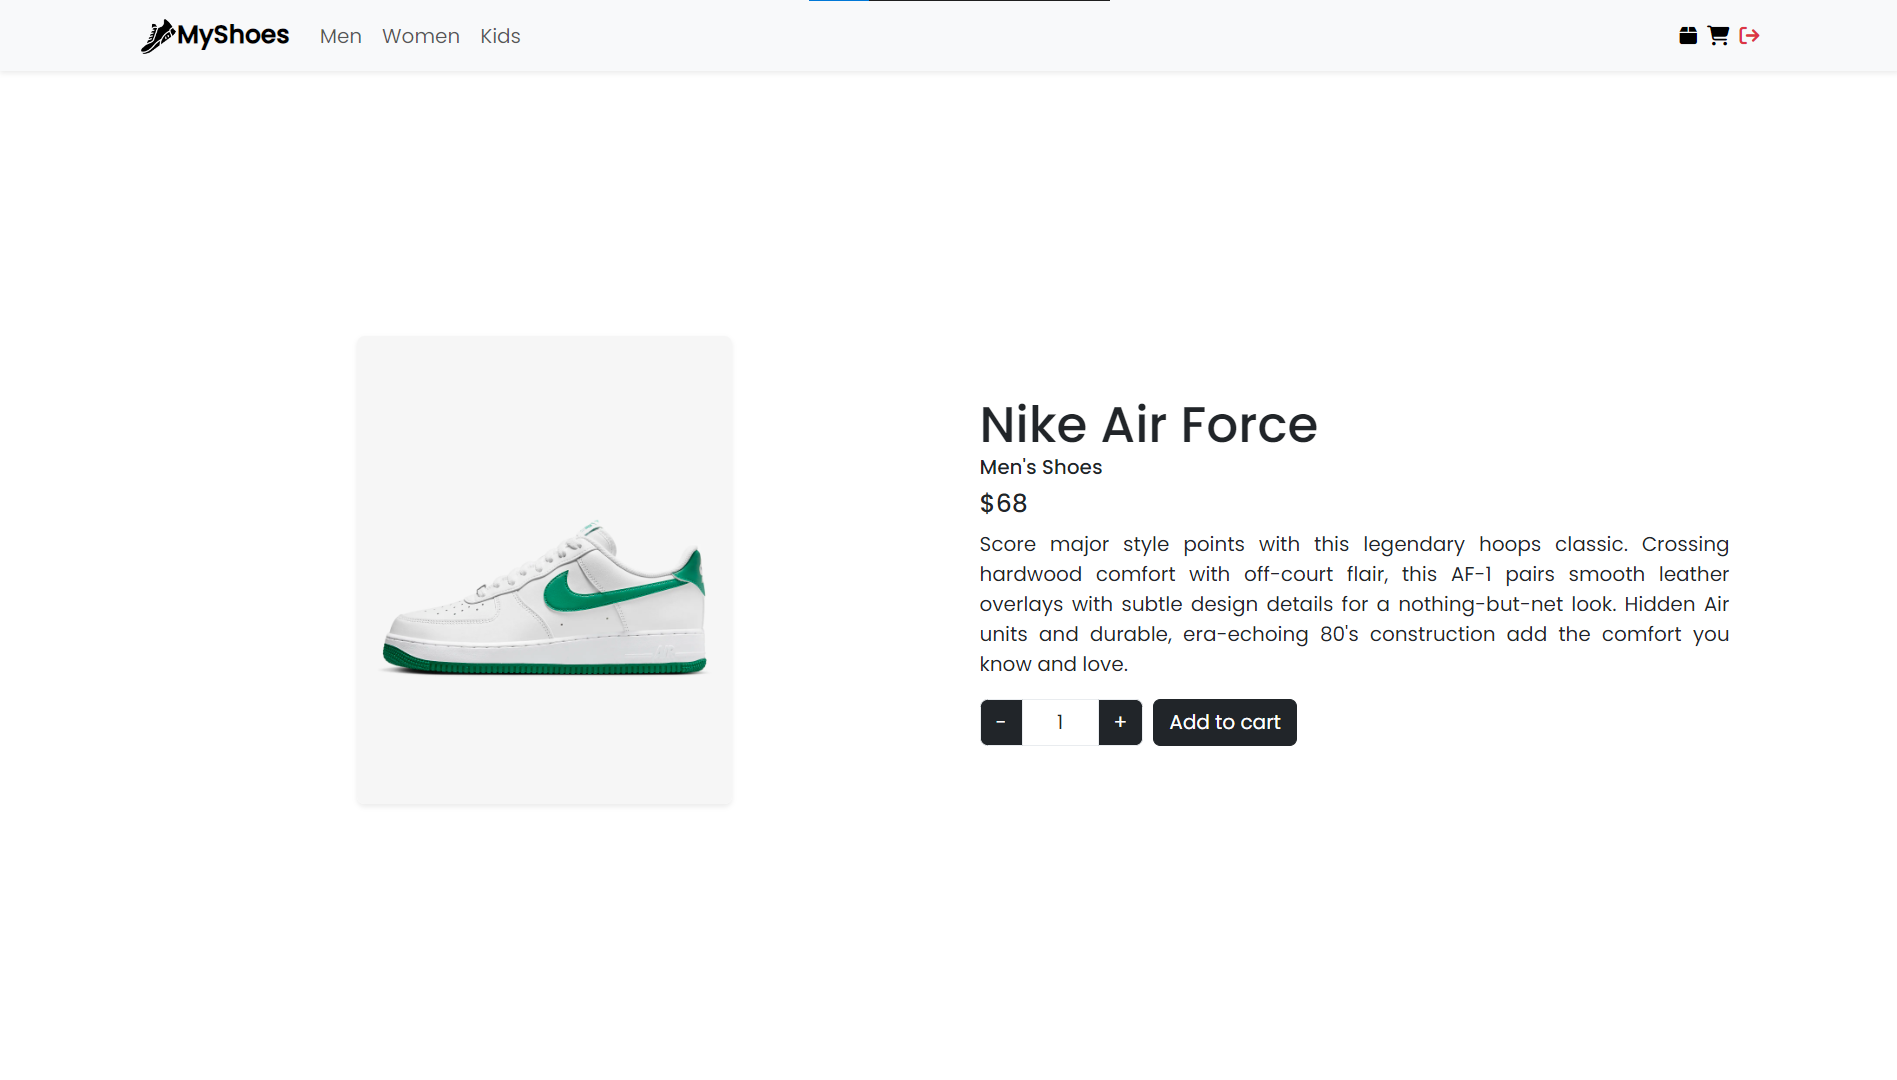 MyShoes Men Women Kids
Nike Air Force
Men's Shoes
$68
Score major style points with this legendary hoops classic. Crossing
hardwood comfort with off-court flair, this AF-1 pairs smooth leather
overlays with subtle design details for a nothing-but-net look. Hidden Air
units and durable, era-echoing 80's construction add the comfort you
know and love.
- 1 + Add to cart